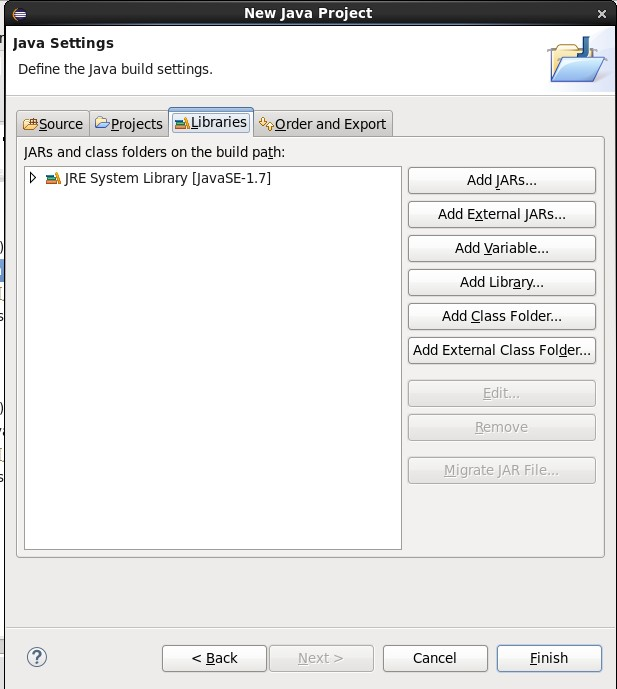 New Java Project
Java Settings
Define the Java build settings.
Source Projects Libraries Order and Export
JARs and class folders on the build path:
JRE System Library [JavaSE-1.7]
Add JARs...
Add External JARs...
Add Variable...
Add Library...
Add Class Folder...
Add External Class Folder...
Edit...
Remove
Migrate JAR File...
? < Back Next > Cancel Finish